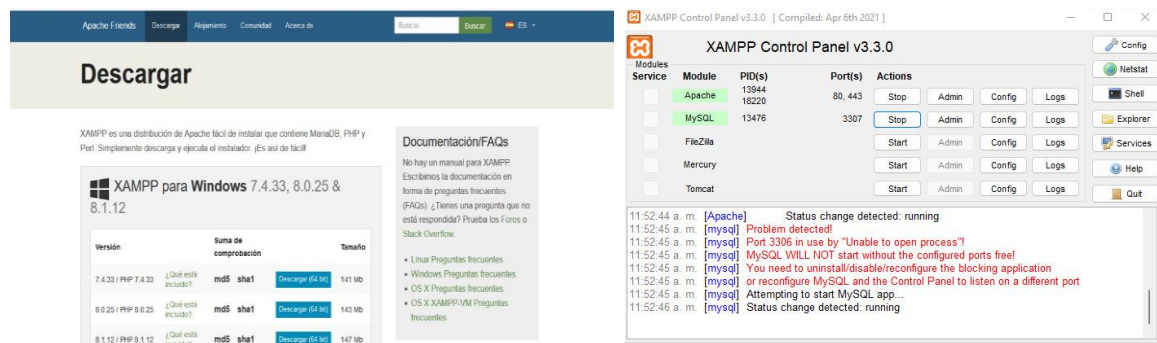 Apache Friends Descargar Alojamiento Comunidad Acerca de Buscar... Buscar ES
Descargar
XAMPP es una distribución de Apache fácil de instalar que contiene MariaDB, PHP y
Perl. Simplemente descarga y ejecuta el instalador. ¡Es así de fácil!
XAMPP para Windows 7.4.33, 8.0.25 &
8.1.12
Versión Suma de comprobación Tamaño
7.4.33 / PHP 7.4.33 ¿Qué está incluido? md5 sha1 Descargar (64 bit) 141 Mb
8.0.25 / PHP 8.0.25 ¿Qué está incluido? md5 sha1 Descargar (64 bit) 143 Mb
8.1.12 / PHP 8.1.12 ¿Qué está md5 sha1 Descargar (64 bit) 147 Mb
Documentación/FAQs
No hay un manual para XAMPP.
Escribimos la documentación en
forma de preguntas frecuentes
(FAQs). ¿Tienes una pregunta que no
está respondida? Prueba los Foros o
Stack Overflow.
• Linux Preguntas frecuentes
• Windows Preguntas frecuentes
• OS X Preguntas frecuentes
• OS X XAMPP-VM Preguntas
frecuentes
XAMPP Control Panel v3.3.0 [ Compiled: Apr 6th 2021 ]
XAMPP Control Panel v3.3.0
Modules
Service Module PID(s) Port(s) Actions
Apache 13944 18220 80, 443 Stop Admin Config Logs
MySQL 13476 3307 Stop Admin Config Logs
FileZilla Start Admin Config Logs
Mercury Start Admin Config Logs
Tomcat Start Admin Config Logs
Config
Netstat
Shell
Explorer
Services
Help
Quit
11:52:44 a. m. [Apache] Status change detected: running
11:52:45 a. m. [mysql] Problem detected!
11:52:45 a. m. [mysql] Port 3306 in use by "Unable to open process"!
11:52:45 a. m. [mysql] MySQL WILL NOT start without the configured ports free!
11:52:45 a. m. [mysql] You need to uninstall/disable/reconfigure the blocking application
11:52:45 a. m. [mysql] or reconfigure MySQL and the Control Panel to listen on a different port
11:52:45 a. m. [mysql] Attempting to start MySQL app...
11:52:46 a. m. [mysql] Status change detected: running